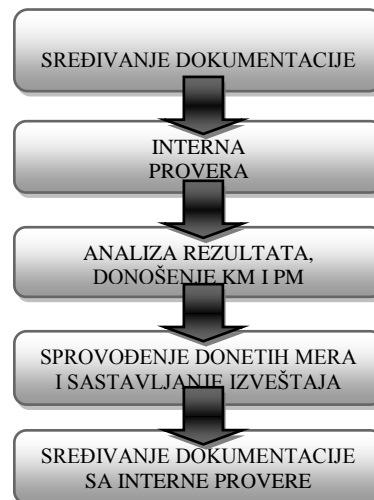 SREĐIVANJE DOKUMENTACIJE
INTERNA
PROVERA
ANALIZA REZULTATA,
DONOŠENJE KM I PM
SPROVOĐENJE DONETIH MERA
I SASTAVLJANJE IZVEŠTAJA
SREĐIVANJE DOKUMENTACIJE
SA INTERNE PROVERE